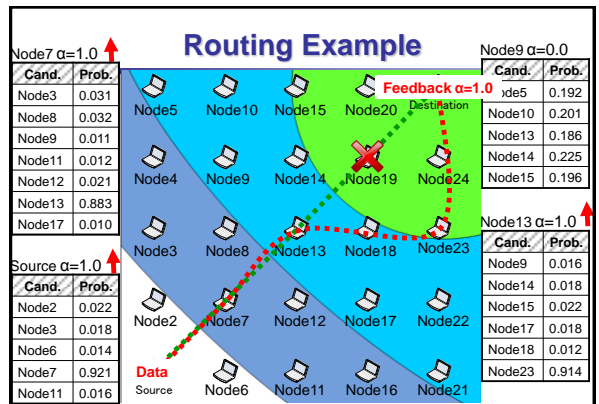 Routing Example
Node7 α=1.0
Cand. Prob.
Node3 0.031
Node8 0.032
Node9 0.011
Node11 0.012
Node12 0.021
Node13 0.883
Node17 0.010
Source α=1.0
Cand. Prob.
Node2 0.022
Node3 0.018
Node6 0.014
Node7 0.921
Node11 0.016
Feedback α=1.0
Destination
Node5 Node10 Node15 Node20
Node4 Node9 Node14 Node19 Node24
Node3 Node8 Node13 Node18 Node23
Node2 Node7 Node12 Node17 Node22
Data
Source
Node6 Node11 Node16 Node21
Node9 α=0.0
Cand. Prob.
ode5 0.192
Node10 0.201
Node13 0.186
Node14 0.225
Node15 0.196
Node13 α=1.0
Cand. Prob.
Node9 0.016
Node14 0.018
Node15 0.022
Node17 0.018
Node18 0.012
Node23 0.914